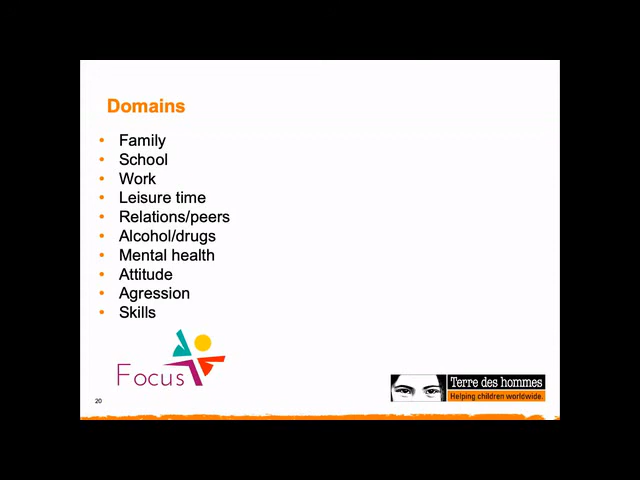 Domains
• Family
• School
• Work
• Leisure time
• Relations/peers
• Alcohol/drugs
• Mental health
• Attitude
• Agression
• Skills
Focus
Terre des hommes
Helping children worldwide.
20